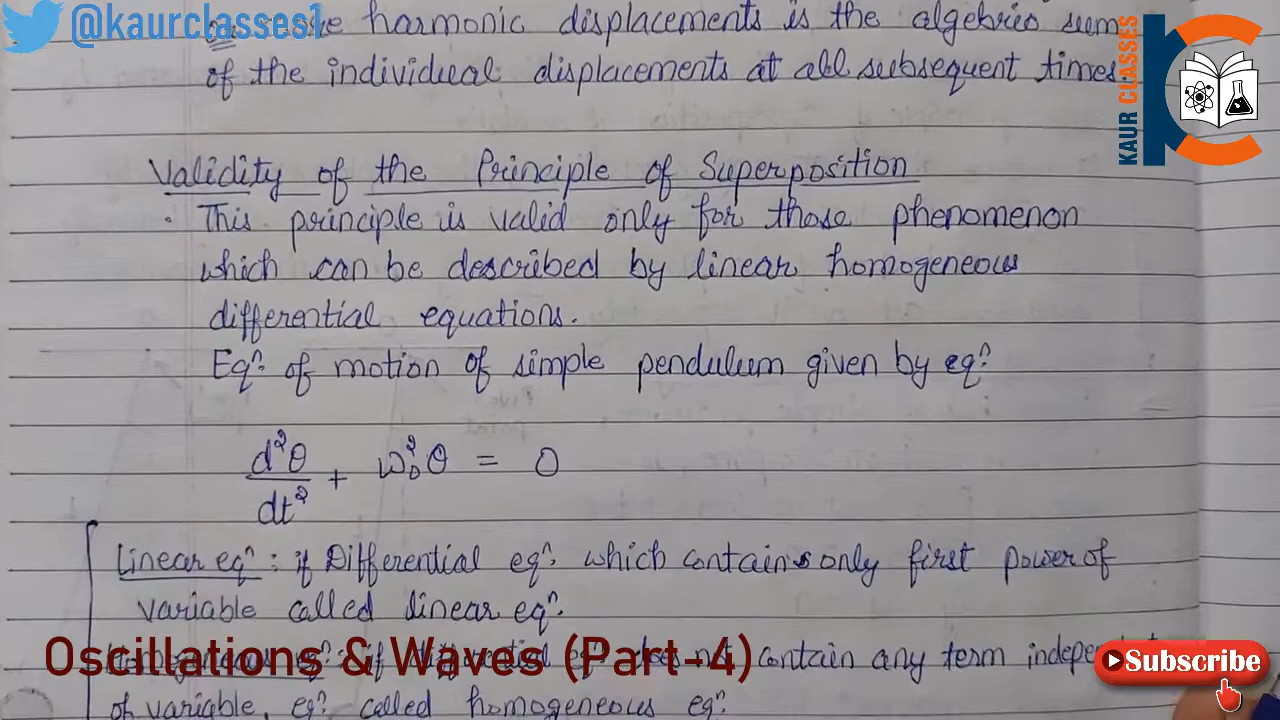 @kaurclasses1
harmonic displacements is the algebric sum
of the individual displacements at all subsequent times.
KAUR CLASSES
Validity of the Principle of Superposition
· This principle is valid only for those phenomenon
which can be described by linear homogeneous
differential equations.
Eqⁿ. of motion of simple pendulum given by eqⁿ.
d²θ/dt² + ω₀²θ = 0
Linear eqⁿ : if Differential eqⁿ. which contains only first power of
variable called linear eqⁿ.
Oscillations & Waves (Part-4)
if does not contain any term
of variable, eqⁿ. called homogeneous eqⁿ.
Subscribe